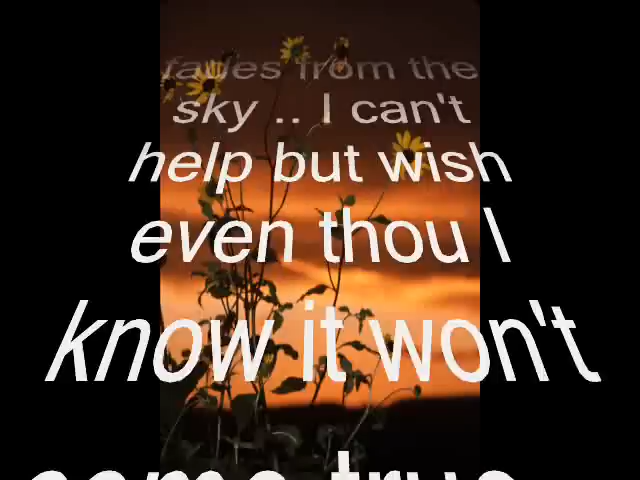 fades from the
sky .. I can't
help but wish
even thou I
know it won't
come true